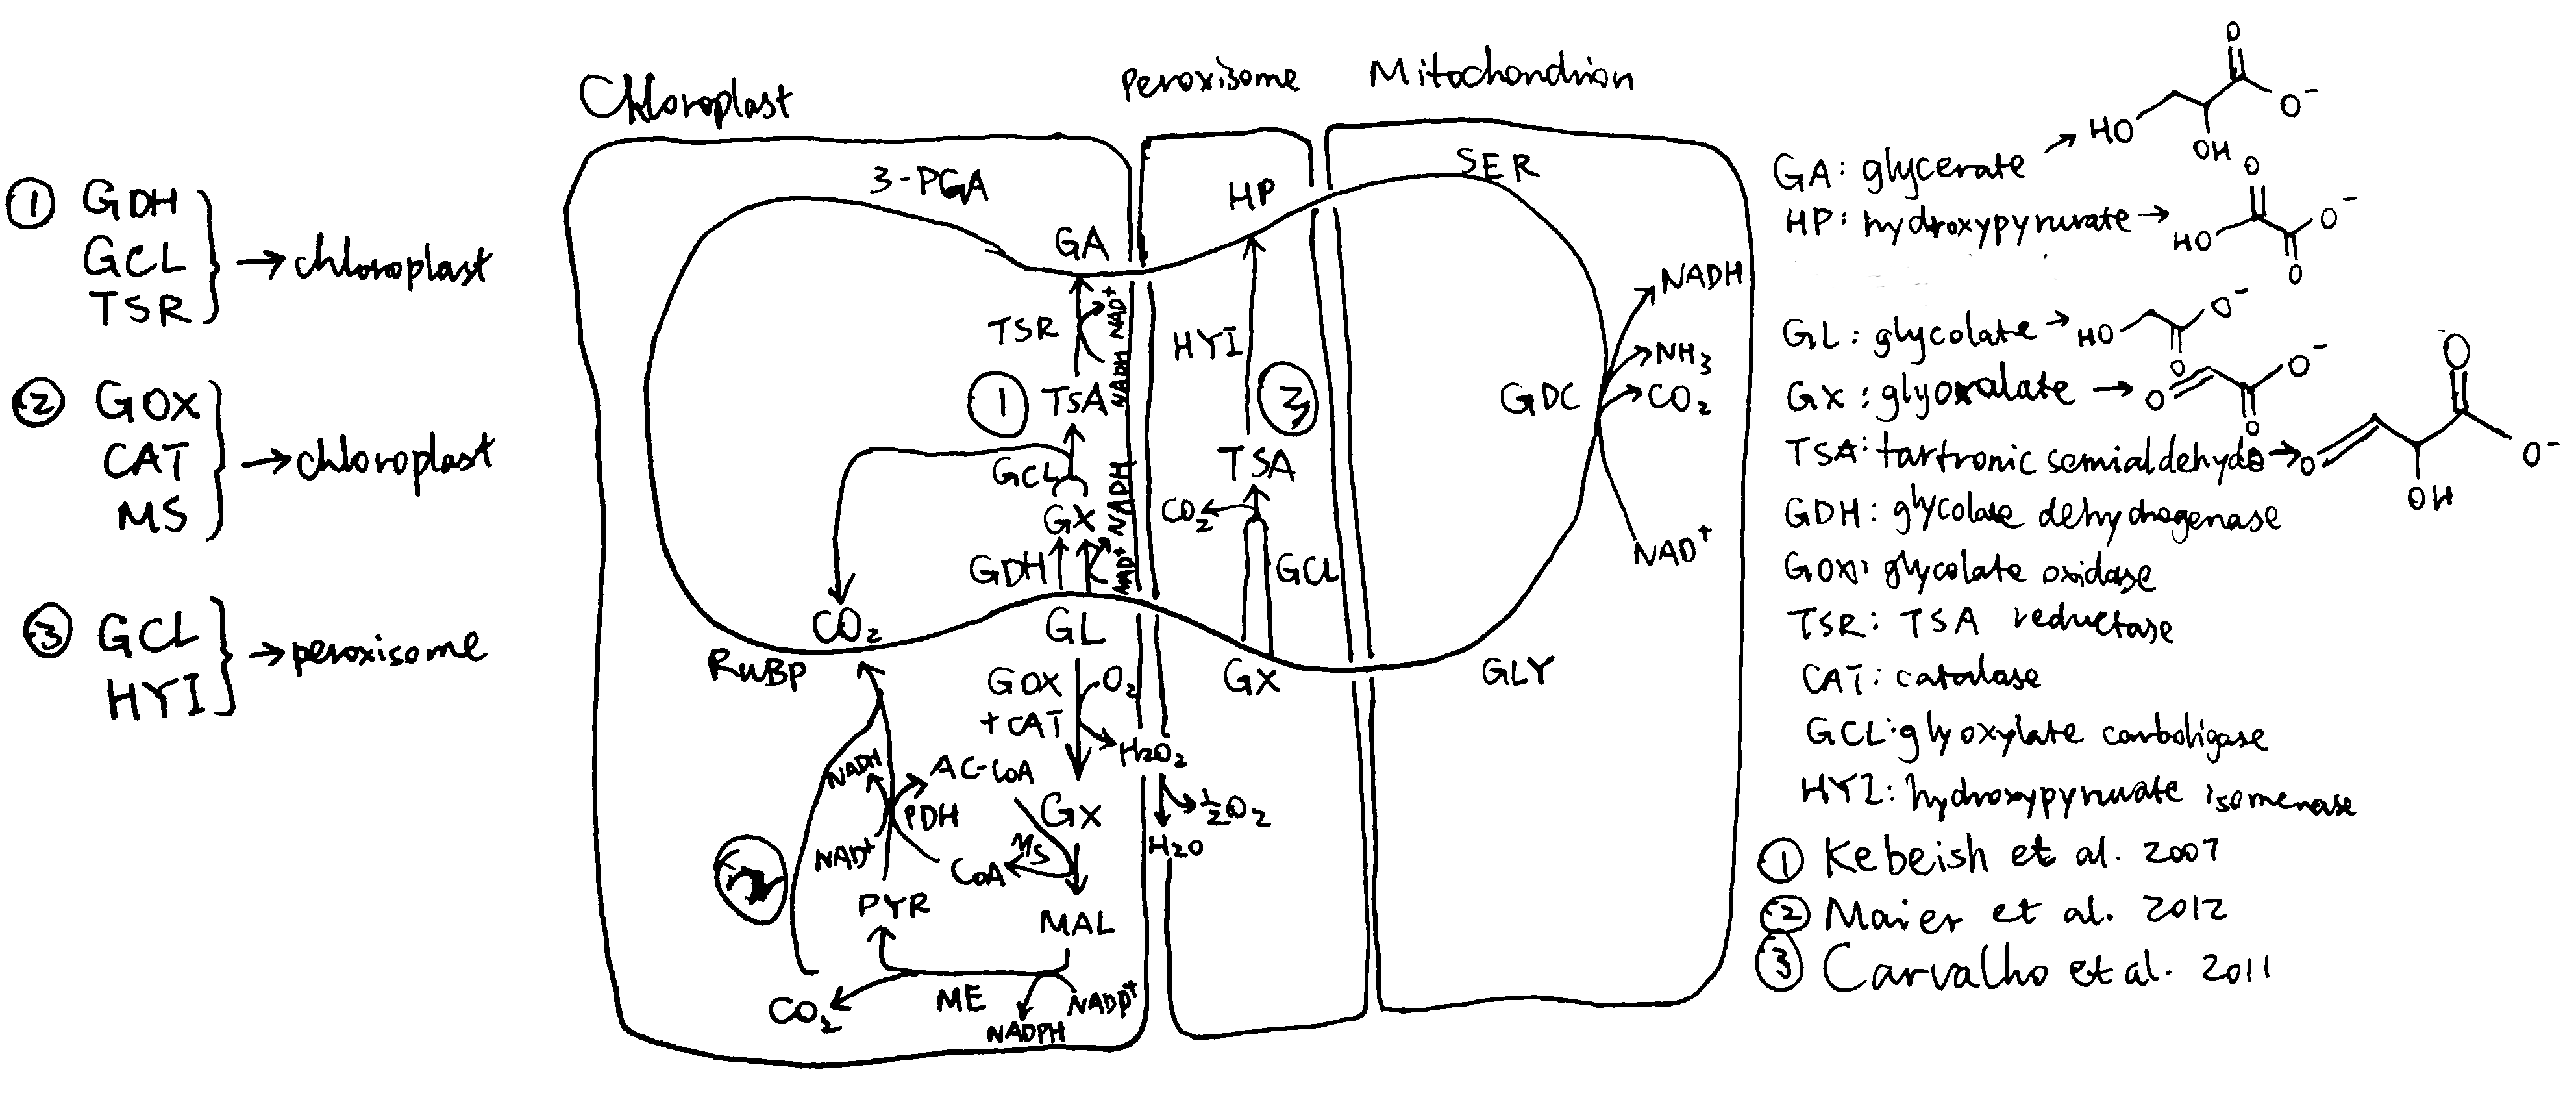 Chloroplast
Peroxisome
Mitochondrion
① GDH
GCL
TSR
→ chloroplast
② GOX
CAT
MS
→ chloroplast
③ GCL
HYI
→ peroxisome
3-PGA
GA
TSR
NAD⁺
NADH
① TSA
GCL
GX
NADH
GDH
NAD⁺
CO₂
GL
RuBP
GOX
+ CAT
O₂
H₂O₂
½O₂
H₂O
GX
NADH
AC-CoA
PDH
NAD⁺
MS
CoA
②
PYR
MAL
CO₂
ME
NADP⁺
NADPH
HP
HYI
③
TSA
CO₂
GCL
GX
SER
GDC
NADH
NH₃
CO₂
NAD⁺
GLY
GA: glycerate →
HO
OH
O
O⁻
HP: hydroxypyruvate →
HO
O
O⁻
O
GL: glycolate →
HO
O⁻
O
GX: glyoxalate →
O
O⁻
O
TSA: tartronic semialdehyde →
O
O
O⁻
OH
GDH: glycolate dehydrogenase
GOX: glycolate oxidase
TSR: TSA reductase
CAT: catalase
GCL: glyoxylate carboligase
HYI: hydroxypyruvate isomerase
① Kebeish et al. 2007
② Maier et al. 2012
③ Carvalho et al. 2011